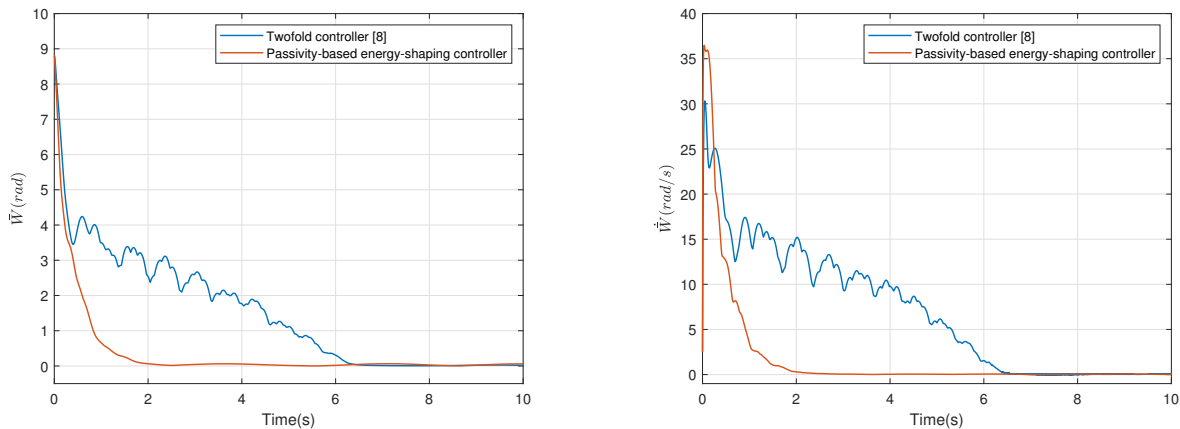 10
9
8
7
6
5
4
3
2
1
0
W̄(rad)
0 2 4 6 8 10
Time(s)
Twofold controller [8]
Passivity-based energy-shaping controller
40
35
30
25
20
15
10
5
0
Ẇ̄(rad/s)
0 2 4 6 8 10
Time(s)
Twofold controller [8]
Passivity-based energy-shaping controller